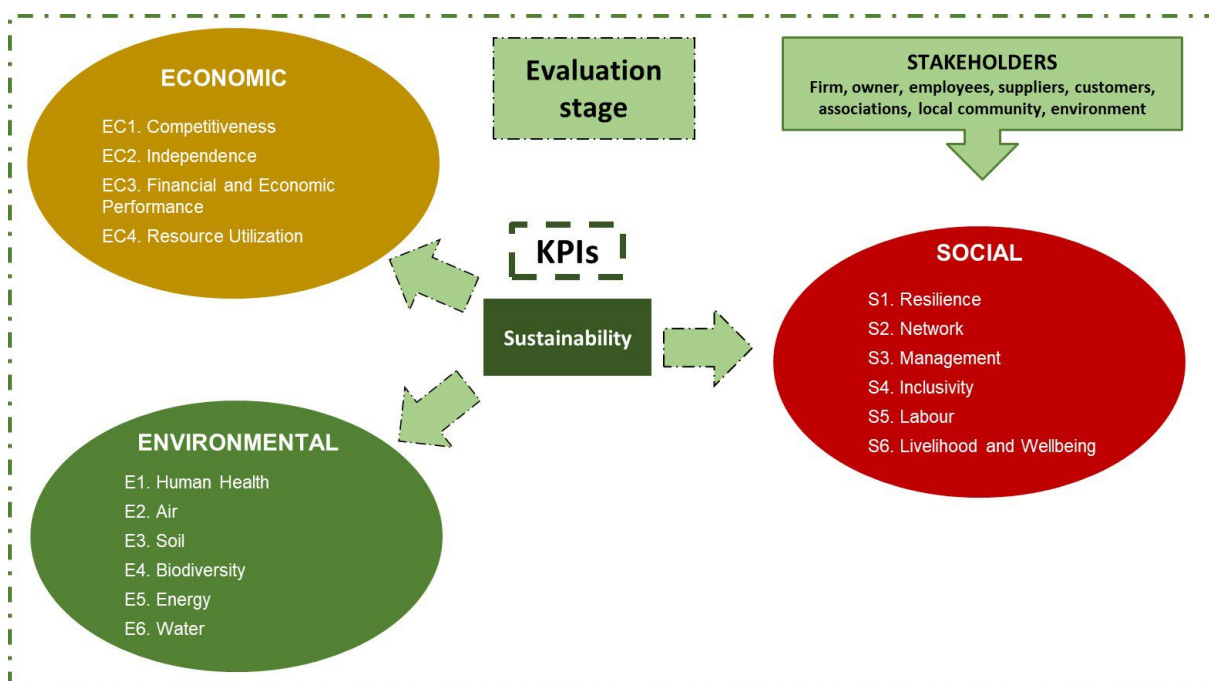 ECONOMIC
EC1. Competitiveness
EC2. Independence
EC3. Financial and Economic
Performance
EC4. Resource Utilization
Evaluation
stage
STAKEHOLDERS
Firm, owner, employees, suppliers, customers,
associations, local community, environment
KPIs
Sustainability
SOCIAL
S1. Resilience
S2. Network
S3. Management
S4. Inclusivity
S5. Labour
S6. Livelihood and Wellbeing
ENVIRONMENTAL
E1. Human Health
E2. Air
E3. Soil
E4. Biodiversity
E5. Energy
E6. Water